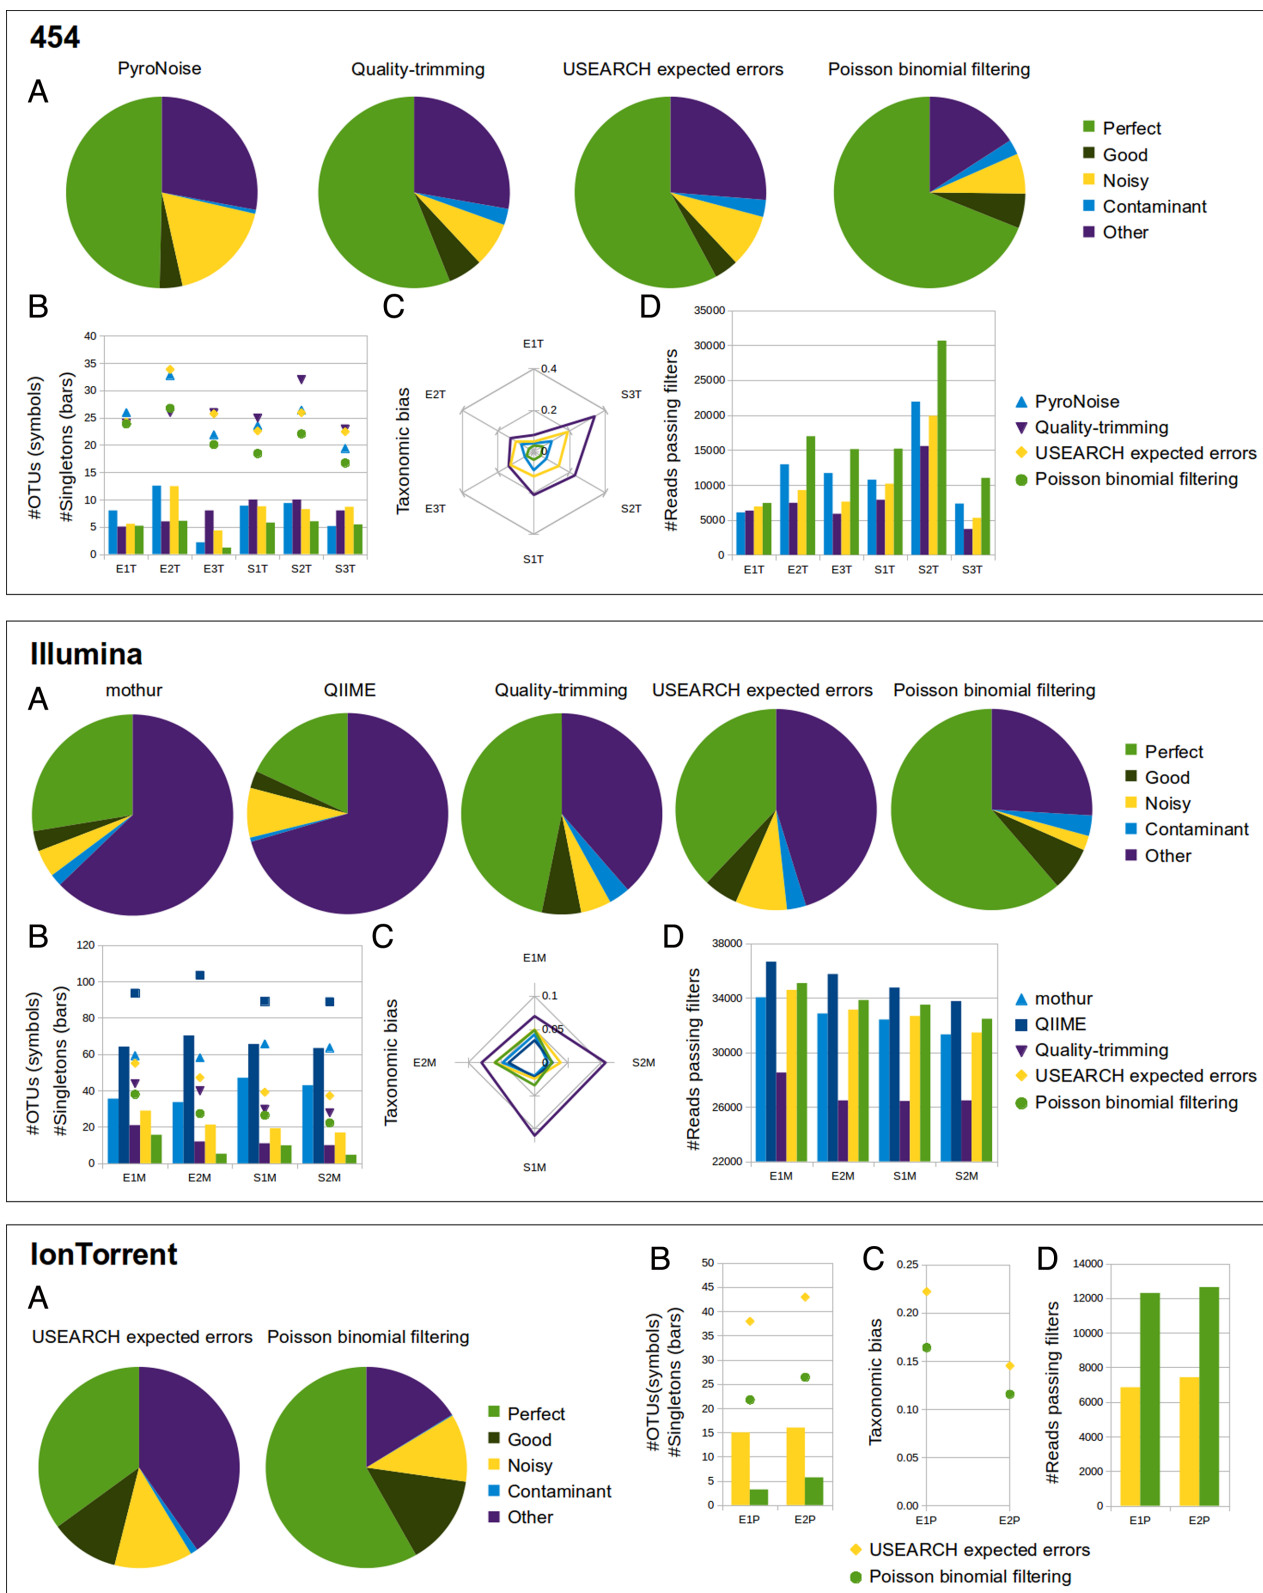 454
A
PyroNoise
Quality-trimming
USEARCH expected errors
Poisson binomial filtering
Perfect
Good
Noisy
Contaminant
Other
B
#OTUs (symbols)
#Singletons (bars)
40
35
30
25
20
15
10
5
0
E1T
E2T
E3T
S1T
S2T
S3T
C
Taxonomic bias
E1T
E2T
E3T
S1T
S2T
S3T
0.4
0.2
0
D
#Reads passing filters
35000
30000
25000
20000
15000
10000
5000
0
E1T
E2T
E3T
S1T
S2T
S3T
PyroNoise
Quality-trimming
USEARCH expected errors
Poisson binomial filtering
Illumina
A
mothur
QIIME
Quality-trimming
USEARCH expected errors
Poisson binomial filtering
Perfect
Good
Noisy
Contaminant
Other
B
#OTUs (symbols)
#Singletons (bars)
120
100
80
60
40
20
0
E1M
E2M
S1M
S2M
C
Taxonomic bias
E1M
E2M
S1M
S2M
0.1
0.05
0
D
#Reads passing filters
38000
34000
30000
26000
22000
E1M
E2M
S1M
S2M
mothur
QIIME
Quality-trimming
USEARCH expected errors
Poisson binomial filtering
IonTorrent
A
USEARCH expected errors
Poisson binomial filtering
Perfect
Good
Noisy
Contaminant
Other
B
#OTUs(symbols)
#Singletons (bars)
50
45
40
35
30
25
20
15
10
5
0
E1P
E2P
C
Taxonomic bias
0.25
0.20
0.15
0.10
0.05
0.00
E1P
E2P
D
#Reads passing filters
14000
12000
10000
8000
6000
4000
2000
0
E1P
E2P
USEARCH expected errors
Poisson binomial filtering